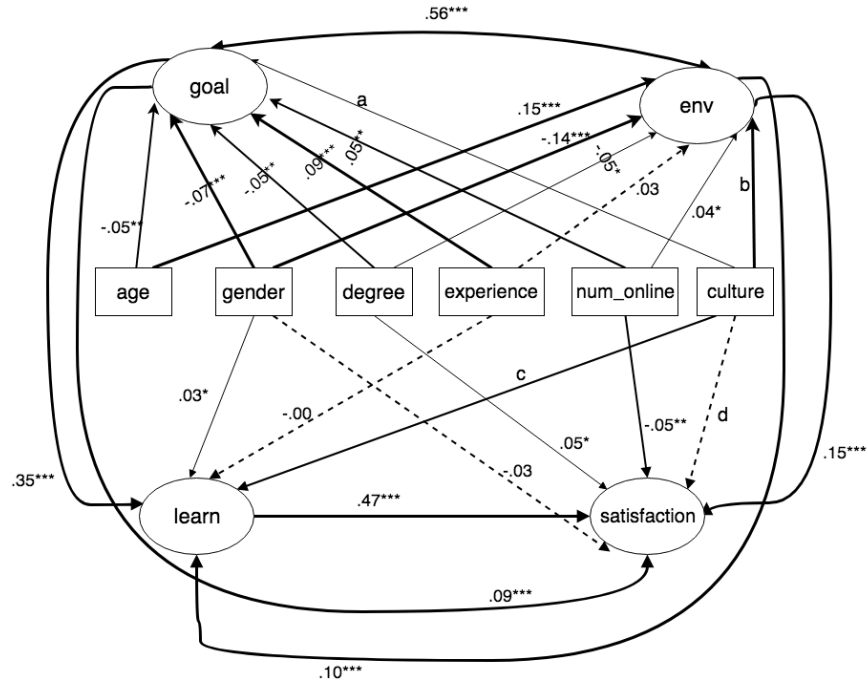 .56***
goal
env
a
.15***
-.14***
-.07***
-.05**
.09***
.05**
-.05*
.03
.04*
b
-.05**
age
gender
degree
experience
num_online
culture
c
.03*
-.00
.05*
-.05**
d
-.03
.35***
.15***
.47***
learn
satisfaction
.09***
.10***